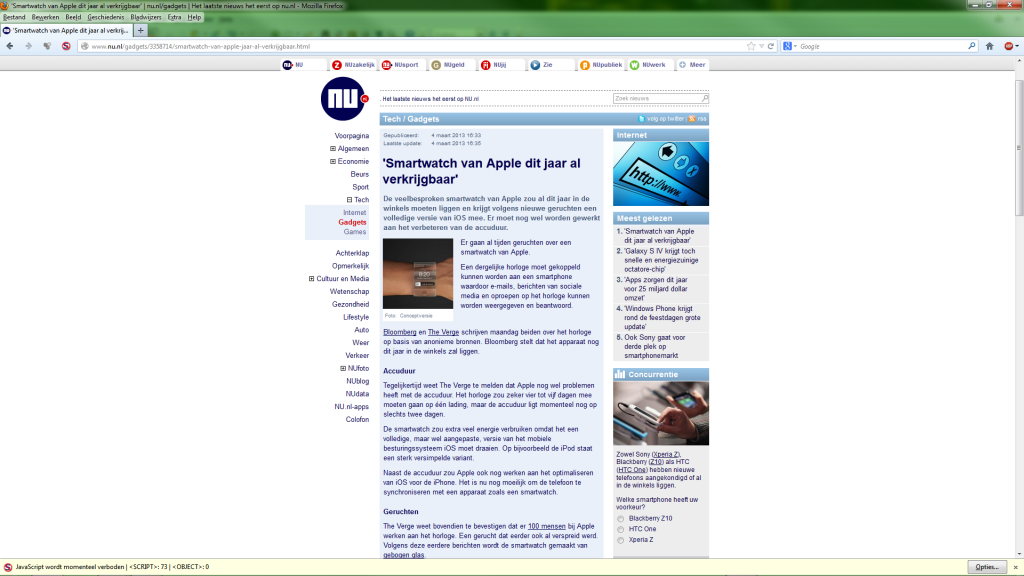 'Smartwatch van Apple dit jaar al verkrijgbaar' | nu.nl/gadgets | Het laatste nieuws het eerst op nu.nl - Mozilla Firefox
Bestand Bewerken Beeld Geschiedenis Bladwijzers Extra Help
'Smartwatch van Apple dit jaar al verkrijgb...
www.nu.nl/gadgets/3358714/smartwatch-van-apple-jaar-al-verkrijgbaar.html
Google
NU NUzakelijk NUsport NUgeld NUjij Zie NUpubliek NUwerk Meer
nu .nl
Het laatste nieuws het eerst op NU.nl
Zoek nieuws
Tech / Gadgets
volg op twitter | rss
Voorpagina
Algemeen
Economie
Beurs
Sport
Tech
Internet
Gadgets
Games
Achterklap
Opmerkelijk
Cultuur en Media
Wetenschap
Gezondheid
Lifestyle
Auto
Weer
Verkeer
NUfoto
NUblog
NUdata
NU.nl-apps
Colofon
Gepubliceerd: 4 maart 2013 16:33
Laatste update: 4 maart 2013 16:35
'Smartwatch van Apple dit jaar al
verkrijgbaar'
De veelbesproken smartwatch van Apple zou al dit jaar in de
winkels moeten liggen en krijgt volgens nieuwe geruchten een
volledige versie van iOS mee. Er moet nog wel worden gewerkt
aan het verbeteren van de accuduur.
Er gaan al tijden geruchten over een
smartwatch van Apple.
Een dergelijke horloge moet gekoppeld
kunnen worden aan een smartphone
waardoor e-mails, berichten van sociale
media en oproepen op het horloge kunnen
worden weergegeven en beantwoord.
Foto: Conceptversie
Bloomberg en The Verge schrijven maandag beiden over het horloge
op basis van anonieme bronnen. Bloomberg stelt dat het apparaat nog
dit jaar in de winkels zal liggen.
Accuduur
Tegelijkertijd weet The Verge te melden dat Apple nog wel problemen
heeft met de accuduur. Het horloge zou zeker vier tot vijf dagen mee
moeten gaan op één lading, maar de accuduur ligt momenteel nog op
slechts twee dagen.
De smartwatch zou extra veel energie verbruiken omdat het een
volledige, maar wel aangepaste, versie van het mobiele
besturingssysteem iOS moet draaien. Op bijvoorbeeld de iPod staat
een sterk versimpelde variant.
Naast de accuduur zou Apple ook nog werken aan het optimaliseren
van iOS voor de iPhone. Het is nu nog moeilijk om de telefoon te
synchroniseren met een apparaat zoals een smartwatch.
Geruchten
The Verge weet bovendien te bevestigen dat er 100 mensen bij Apple
werken aan het horloge. Een gerucht dat eerder ook al verspreid werd.
Volgens deze eerdere berichten wordt de smartwatch gemaakt van
gebogen glas.
Internet
http://www
Meest gelezen
1. 'Smartwatch van Apple
dit jaar al verkrijgbaar'
2. 'Galaxy S IV krijgt toch
snelle en energiezuinige
octatore-chip'
3. 'Apps zorgen dit jaar
voor 25 miljard dollar
omzet'
4. 'Windows Phone krijgt
rond de feestdagen grote
update'
5. Ook Sony gaat voor
derde plek op
smartphonemarkt
Concurrentie
Zowel Sony (Xperia Z),
Blackberry (Z10) als HTC
(HTC One) hebben nieuwe
telefoons aangekondigd of al
in de winkels liggen.
Welke smartphone heeft uw
voorkeur?
Blackberry Z10
HTC One
Xperia Z
JavaScript wordt momenteel verboden | <SCRIPT>: 73 | <OBJECT>: 0
Opties...